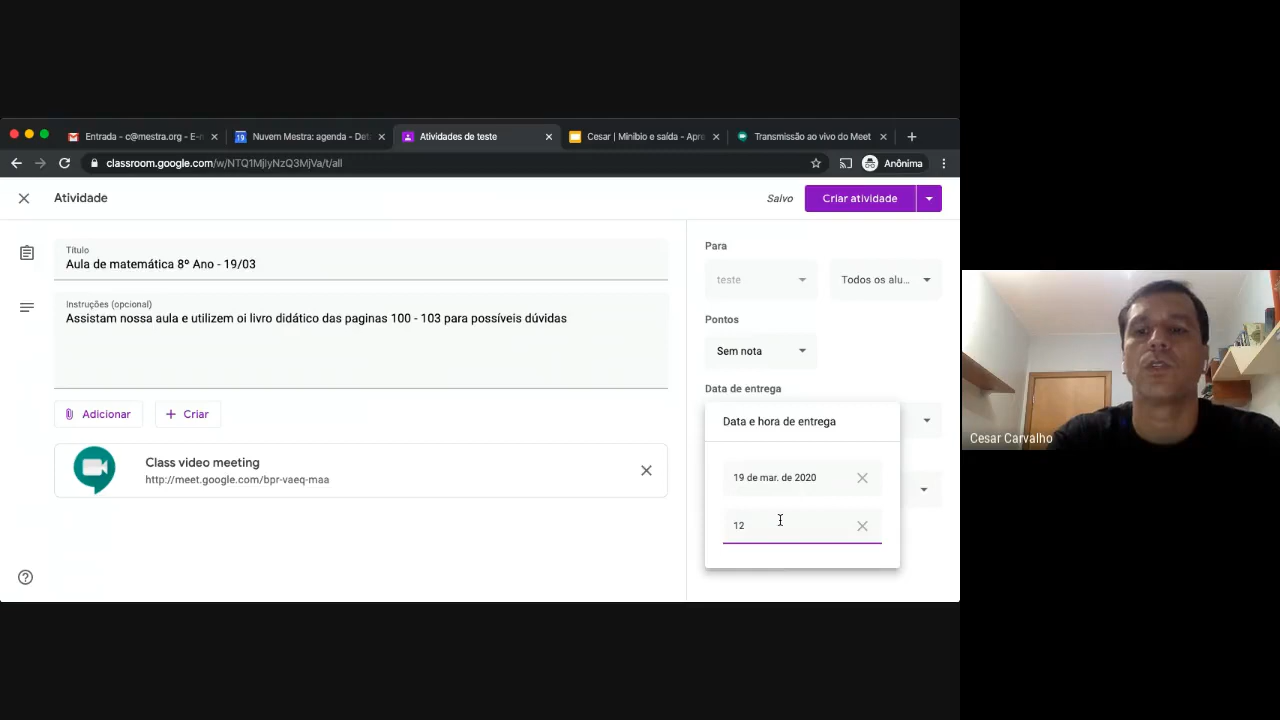 Entrada - c@mestra.org - E-
Nuvem Mestra: agenda - Da
Atividades de teste
Cesar | Minibio e saída - Apre
Transmissão ao vivo do Meet
classroom.google.com/w/NTQ1MjIyNzQ3MjVa/t/all
Anônima
Atividade
Salvo
Criar atividade
Título
Aula de matemática 8º Ano - 19/03
Instruções (opcional)
Assistam nossa aula e utilizem oi livro didático das paginas 100 - 103 para possíveis dúvidas
Adicionar
Criar
Class video meeting
http://meet.google.com/bpr-vaeq-maa
Para
teste
Todos os alu...
Pontos
Sem nota
Data de entrega
Data e hora de entrega
19 de mar. de 2020
12
Cesar Carvalho